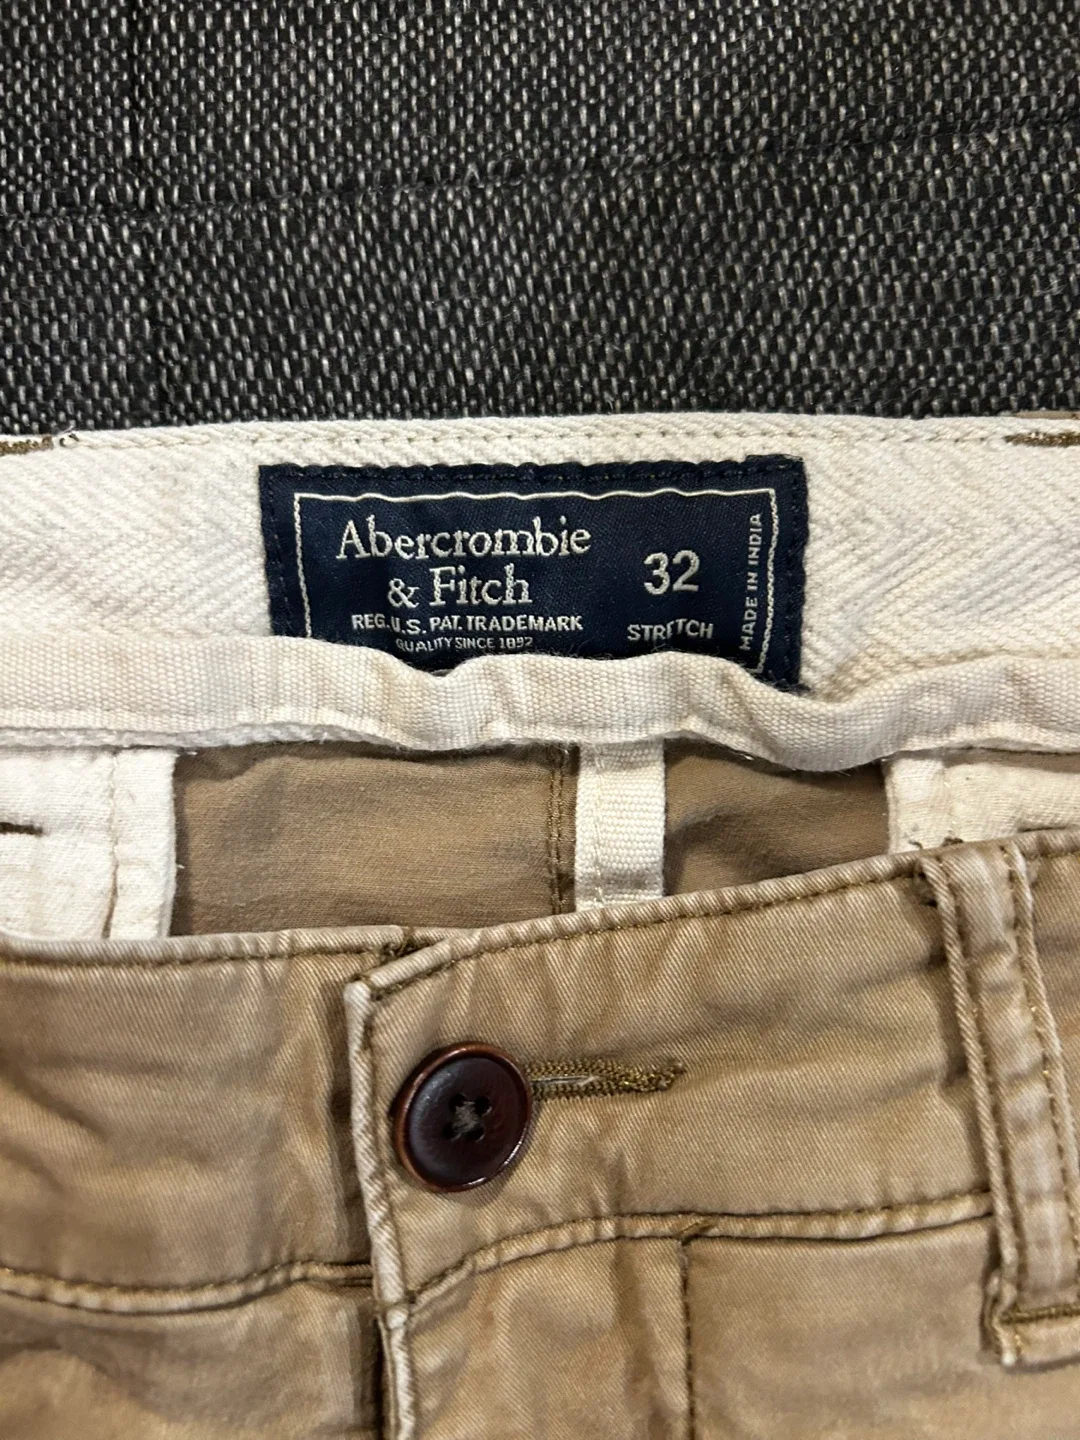 Abercrombie
& Fitch
REG. U.S. PAT. TRADEMARK
QUALITY SINCE 1892
32
STRETCH
MADE IN INDIA